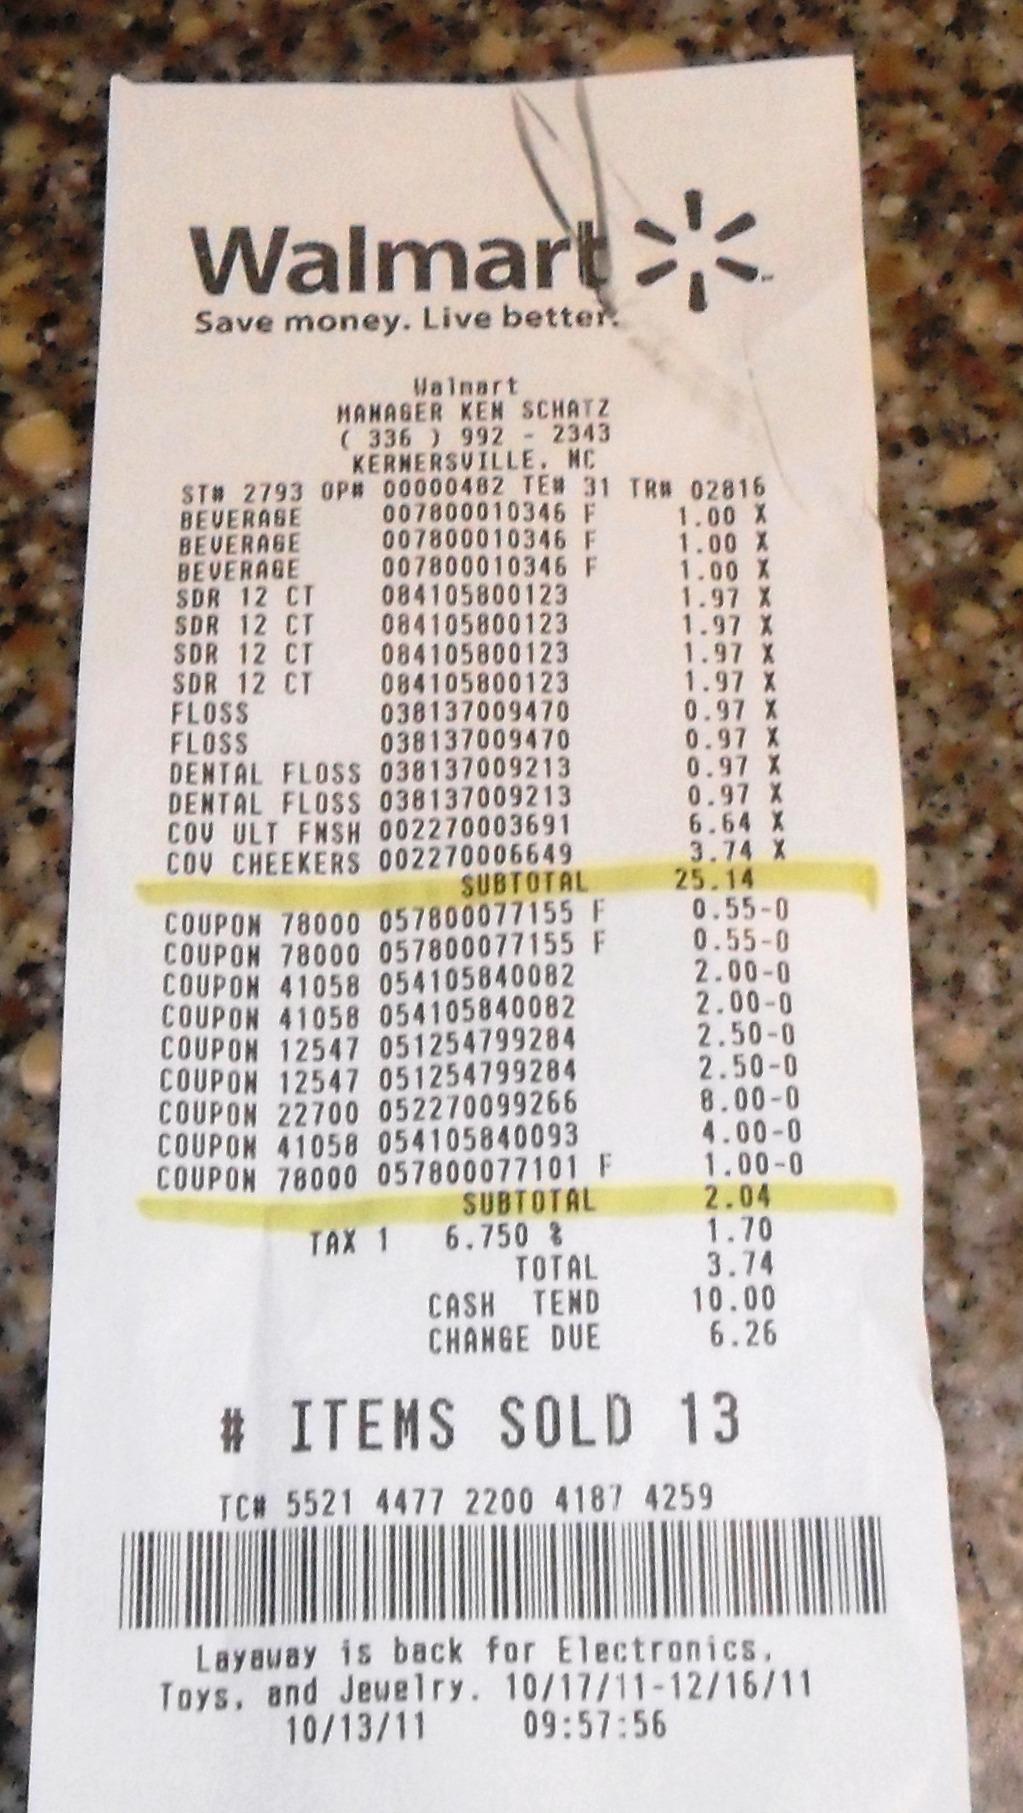 Walmart
Save money. Live better.
Walmart
MANAGER KEN SCHATZ
( 336 ) 992 - 2343
KERNERSVILLE, NC
ST# 2793 OP# 00000482 TE# 31 TR# 02816
BEVERAGE 007800010346 F 1.00 X
BEVERAGE 007800010346 F 1.00 X
BEVERAGE 007800010346 F 1.00 X
SDR 12 CT 084105800123 1.97 X
SDR 12 CT 084105800123 1.97 X
SDR 12 CT 084105800123 1.97 X
SDR 12 CT 084105800123 1.97 X
FLOSS 038137009470 0.97 X
FLOSS 038137009470 0.97 X
DENTAL FLOSS 038137009213 0.97 X
DENTAL FLOSS 038137009213 0.97 X
COV ULT FNSH 002270003691 6.64 X
COV CHEEKERS 002270006649 3.74 X
SUBTOTAL 25.14
COUPON 78000 057800077155 F 0.55-O
COUPON 78000 057800077155 F 0.55-O
COUPON 41058 054105840082 2.00-O
COUPON 41058 054105840082 2.00-O
COUPON 12547 051254799284 2.50-O
COUPON 12547 051254799284 2.50-O
COUPON 22700 052270099266 8.00-O
COUPON 41058 054105840093 4.00-O
COUPON 78000 057800077101 F 1.00-O
SUBTOTAL 2.04
TAX 1 6.750 % 1.70
TOTAL 3.74
CASH TEND 10.00
CHANGE DUE 6.26
# ITEMS SOLD 13
TC# 5521 4477 2200 4187 4259
Layaway is back for Electronics,
Toys, and Jewelry. 10/17/11-12/16/11
10/13/11 09:57:56